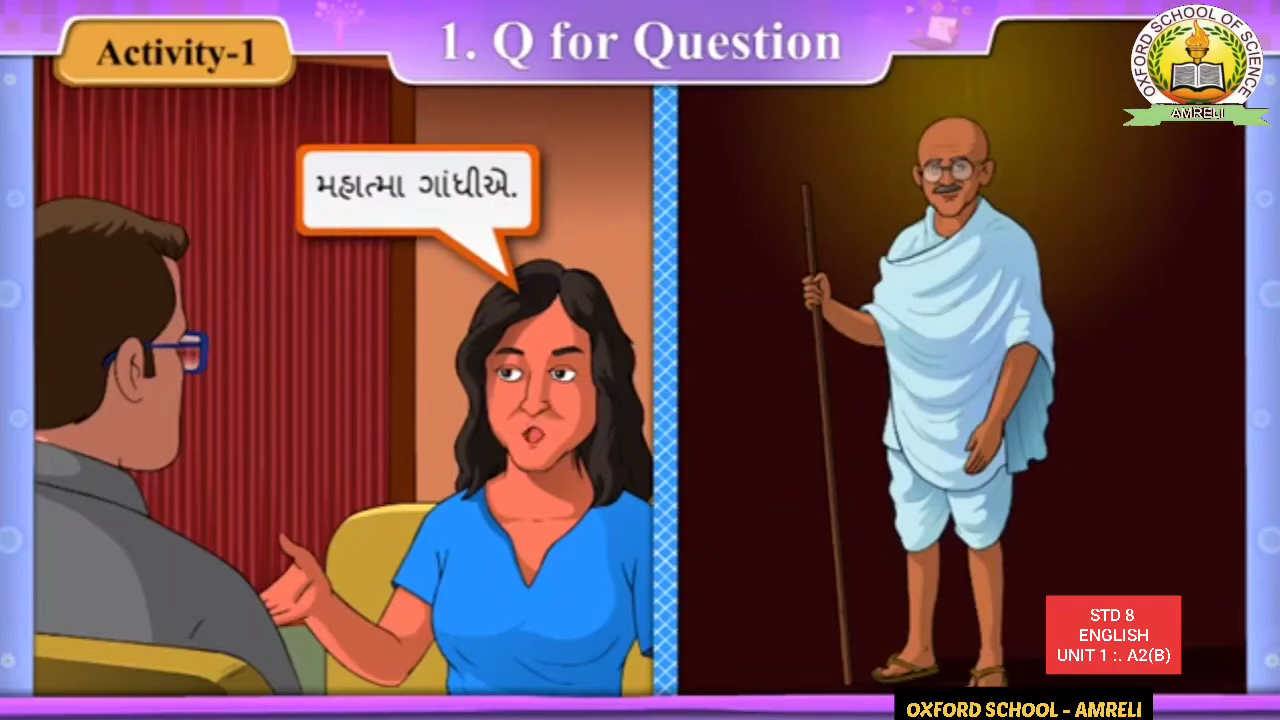 Activity-1
1. Q for Question
OXFORD SCHOOL OF SCIENCE
AMRELI
મહાત્મા ગાંધીએ.
STD 8
ENGLISH
UNIT 1 :. A2(B)
OXFORD SCHOOL - AMRELI